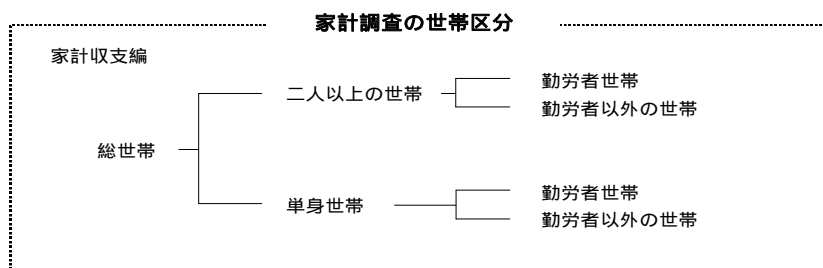 家計調査の世帯区分
家計収支編
総世帯
二人以上の世帯
勤労者世帯
勤労者以外の世帯
単身世帯
勤労者世帯
勤労者以外の世帯